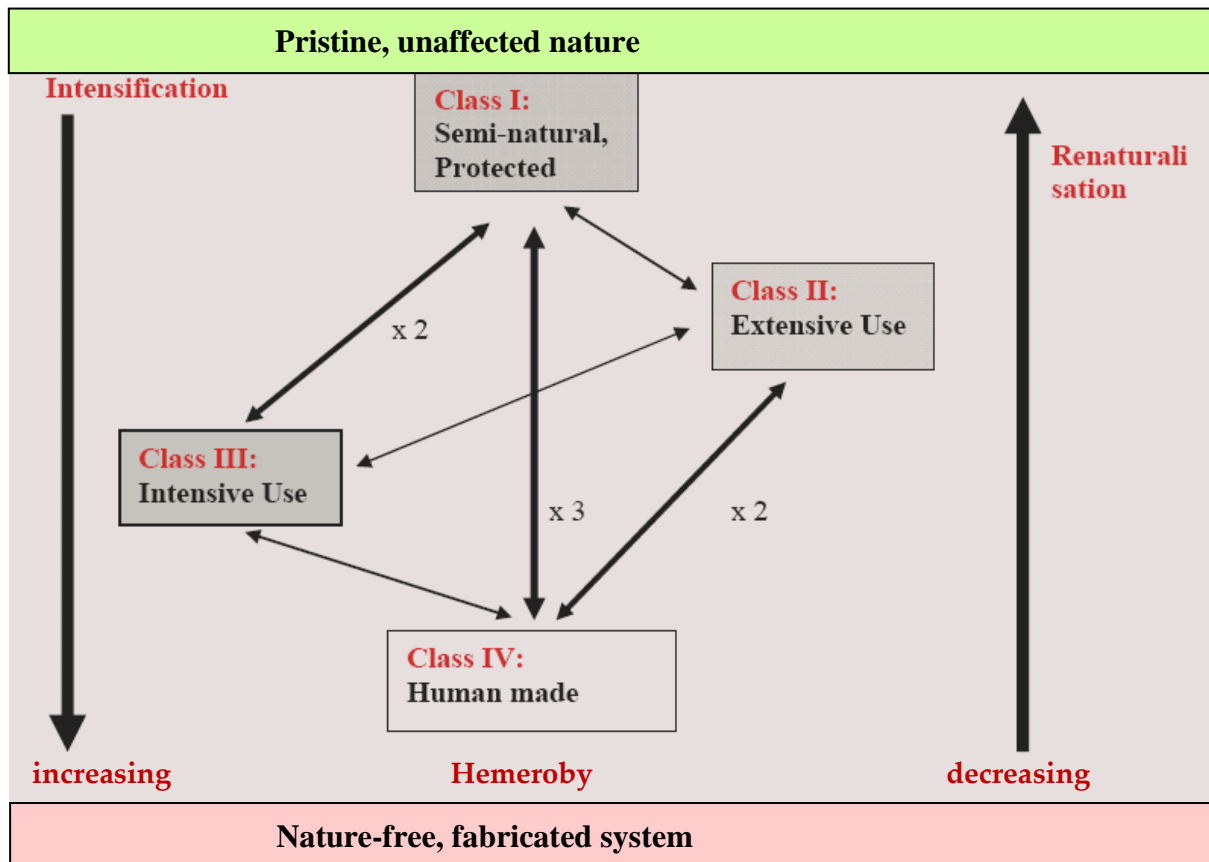 Pristine, unaffected nature
Intensification
Class I:
Semi-natural,
Protected
Renaturali
sation
Class II:
Extensive Use
x 2
Class III:
Intensive Use
x 3
x 2
Class IV:
Human made
increasing
Hemeroby
decreasing
Nature-free, fabricated system